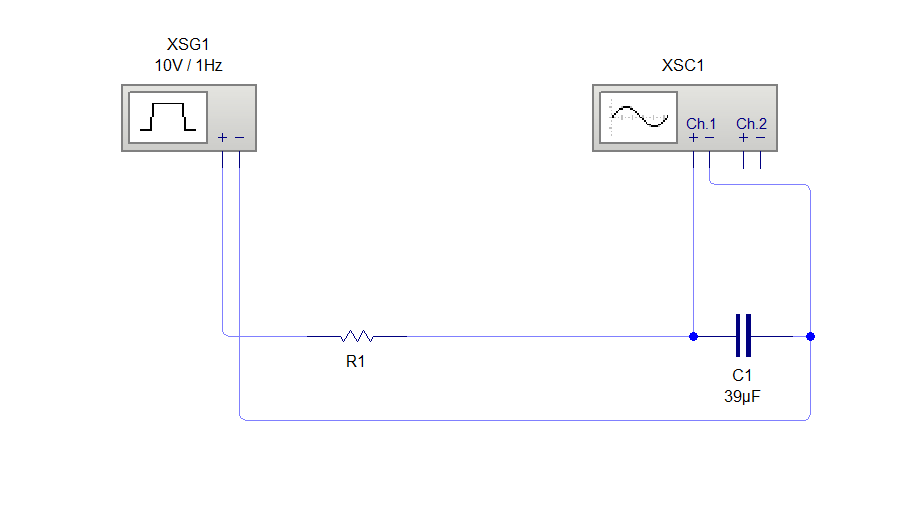 XSG1
10V / 1Hz
XSC1
Ch.1 Ch.2
+ − + − + −
R1
C1
39µF